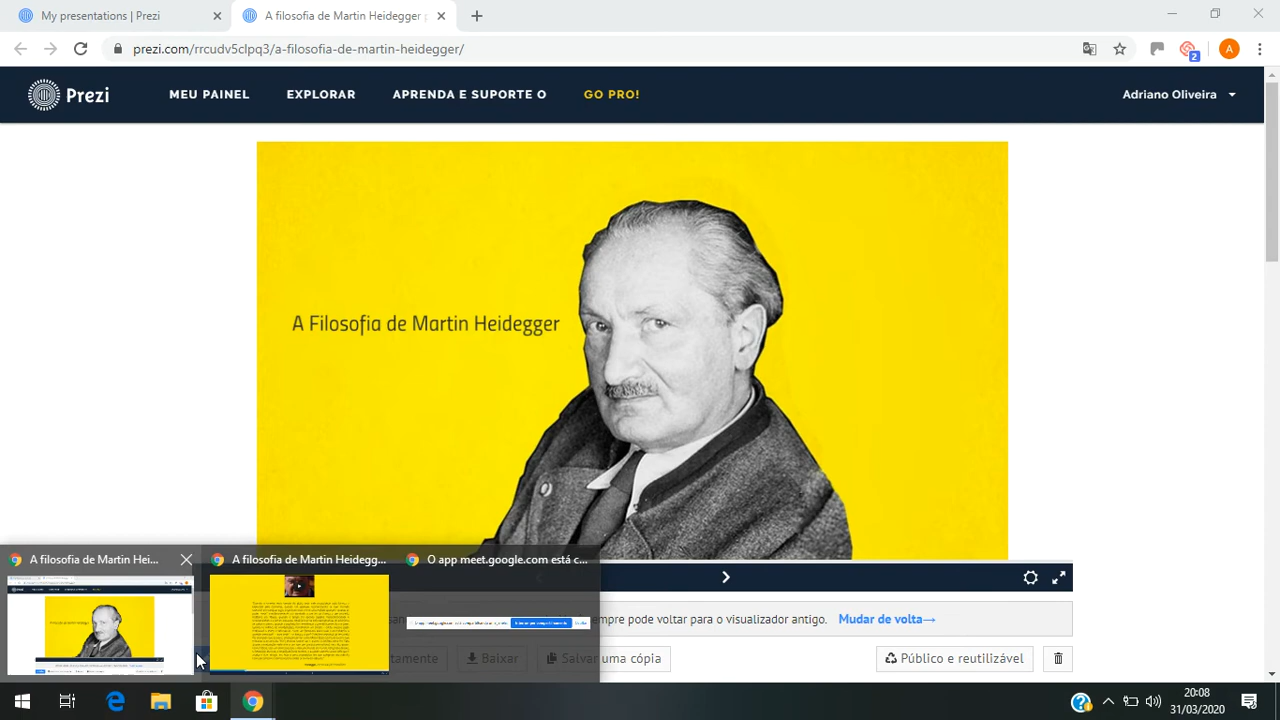 My presentations | Prezi
A filosofia de Martin Heidegger
prezi.com/rrcudv5clpq3/a-filosofia-de-martin-heidegger/
2
A
Prezi
MEU PAINEL
EXPLORAR
APRENDA E SUPORTE O
GO PRO!
Adriano Oliveira
A Filosofia de Martin Heidegger
A filosofia de Martin Hei...
A filosofia de Martin Heidegg...
O app meet.google.com está c...
sempre pode voltar para o visualizador antigo.
Mudar de volta→
Salvar uma cópia
Público e reutilizável
20:08
31/03/2020